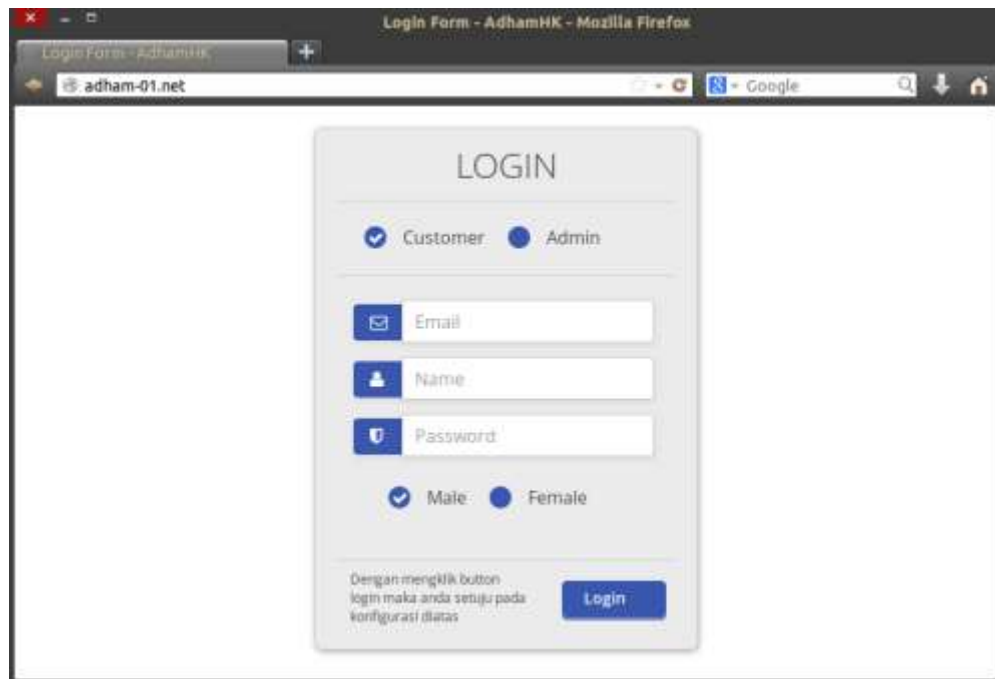 Login Form - AdhamHK - Mozilla Firefox
Login Form - AdhamHK
adham-01.net
Google
LOGIN
Customer Admin
Email
Name
Password
Male Female
Dengan mengklik button
login maka anda setuju pada
konfigurasi diatas
Login